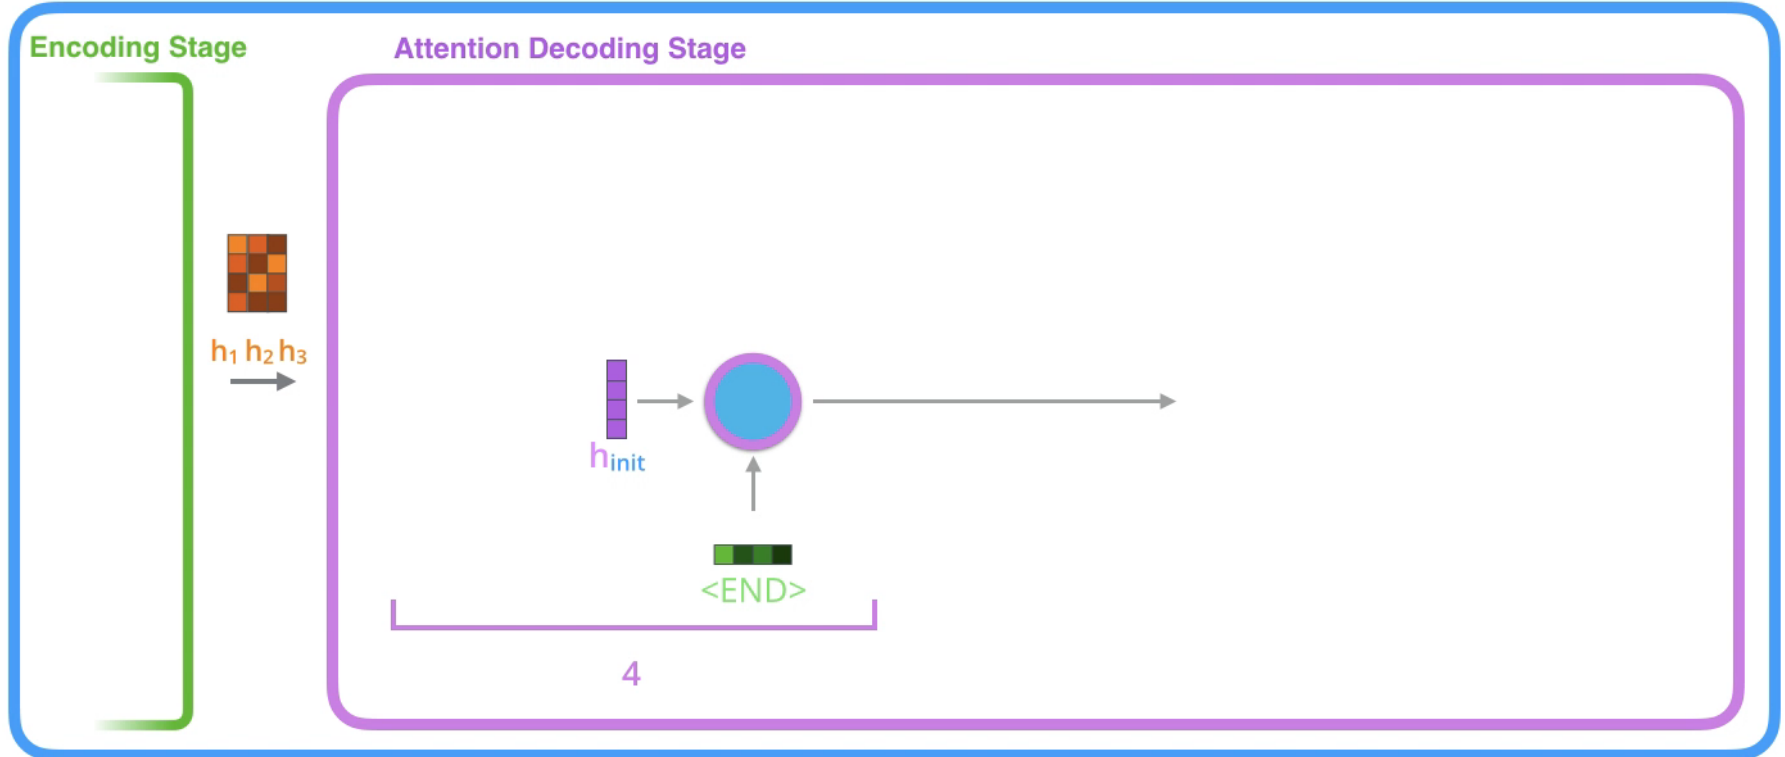 Encoding Stage
Attention Decoding Stage
h₁ h₂ h₃
hinit
<END>
4